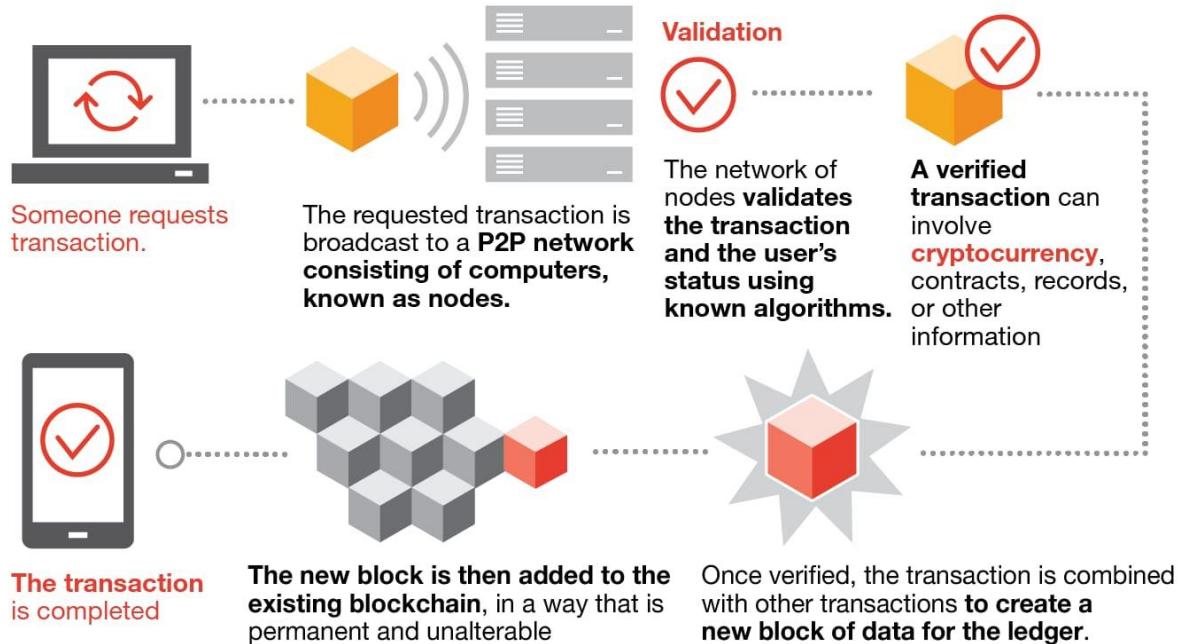 Someone requests
transaction.
The requested transaction is
broadcast to a P2P network
consisting of computers,
known as nodes.
Validation
The network of
nodes validates
the transaction
and the user's
status using
known algorithms.
A verified
transaction can
involve
cryptocurrency,
contracts, records,
or other
information
Once verified, the transaction is combined
with other transactions to create a
new block of data for the ledger.
The new block is then added to the
existing blockchain, in a way that is
permanent and unalterable
The transaction
is completed